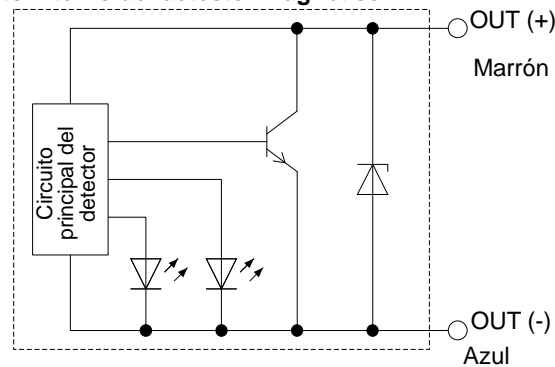 OUT (+)
Marrón
Circuito
principal del
detector
OUT (-)
Azul